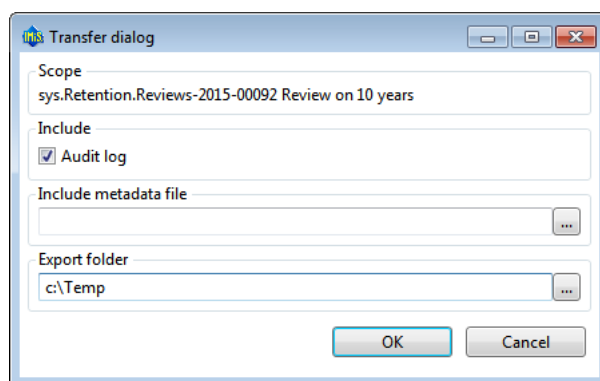 IMiS Transfer dialog
Scope
sys.Retention.Reviews-2015-00092 Review on 10 years
Include
Audit log
Include metadata file
...
Export folder
c:\Temp
...
OK Cancel